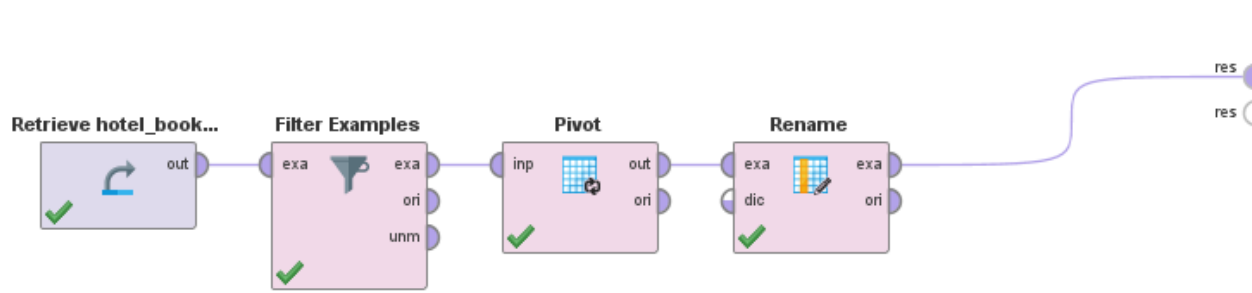 res
res
Retrieve hotel_book...
out
Filter Examples
exa
exa
ori
unm
Pivot
inp
out
ori
Rename
exa
exa
dic
ori